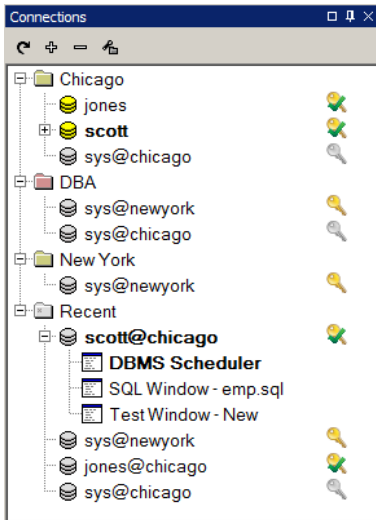 Connections
Chicago
jones
scott
sys@chicago
DBA
sys@newyork
sys@chicago
New York
sys@newyork
Recent
scott@chicago
DBMS Scheduler
SQL Window - emp.sql
Test Window - New
sys@newyork
jones@chicago
sys@chicago